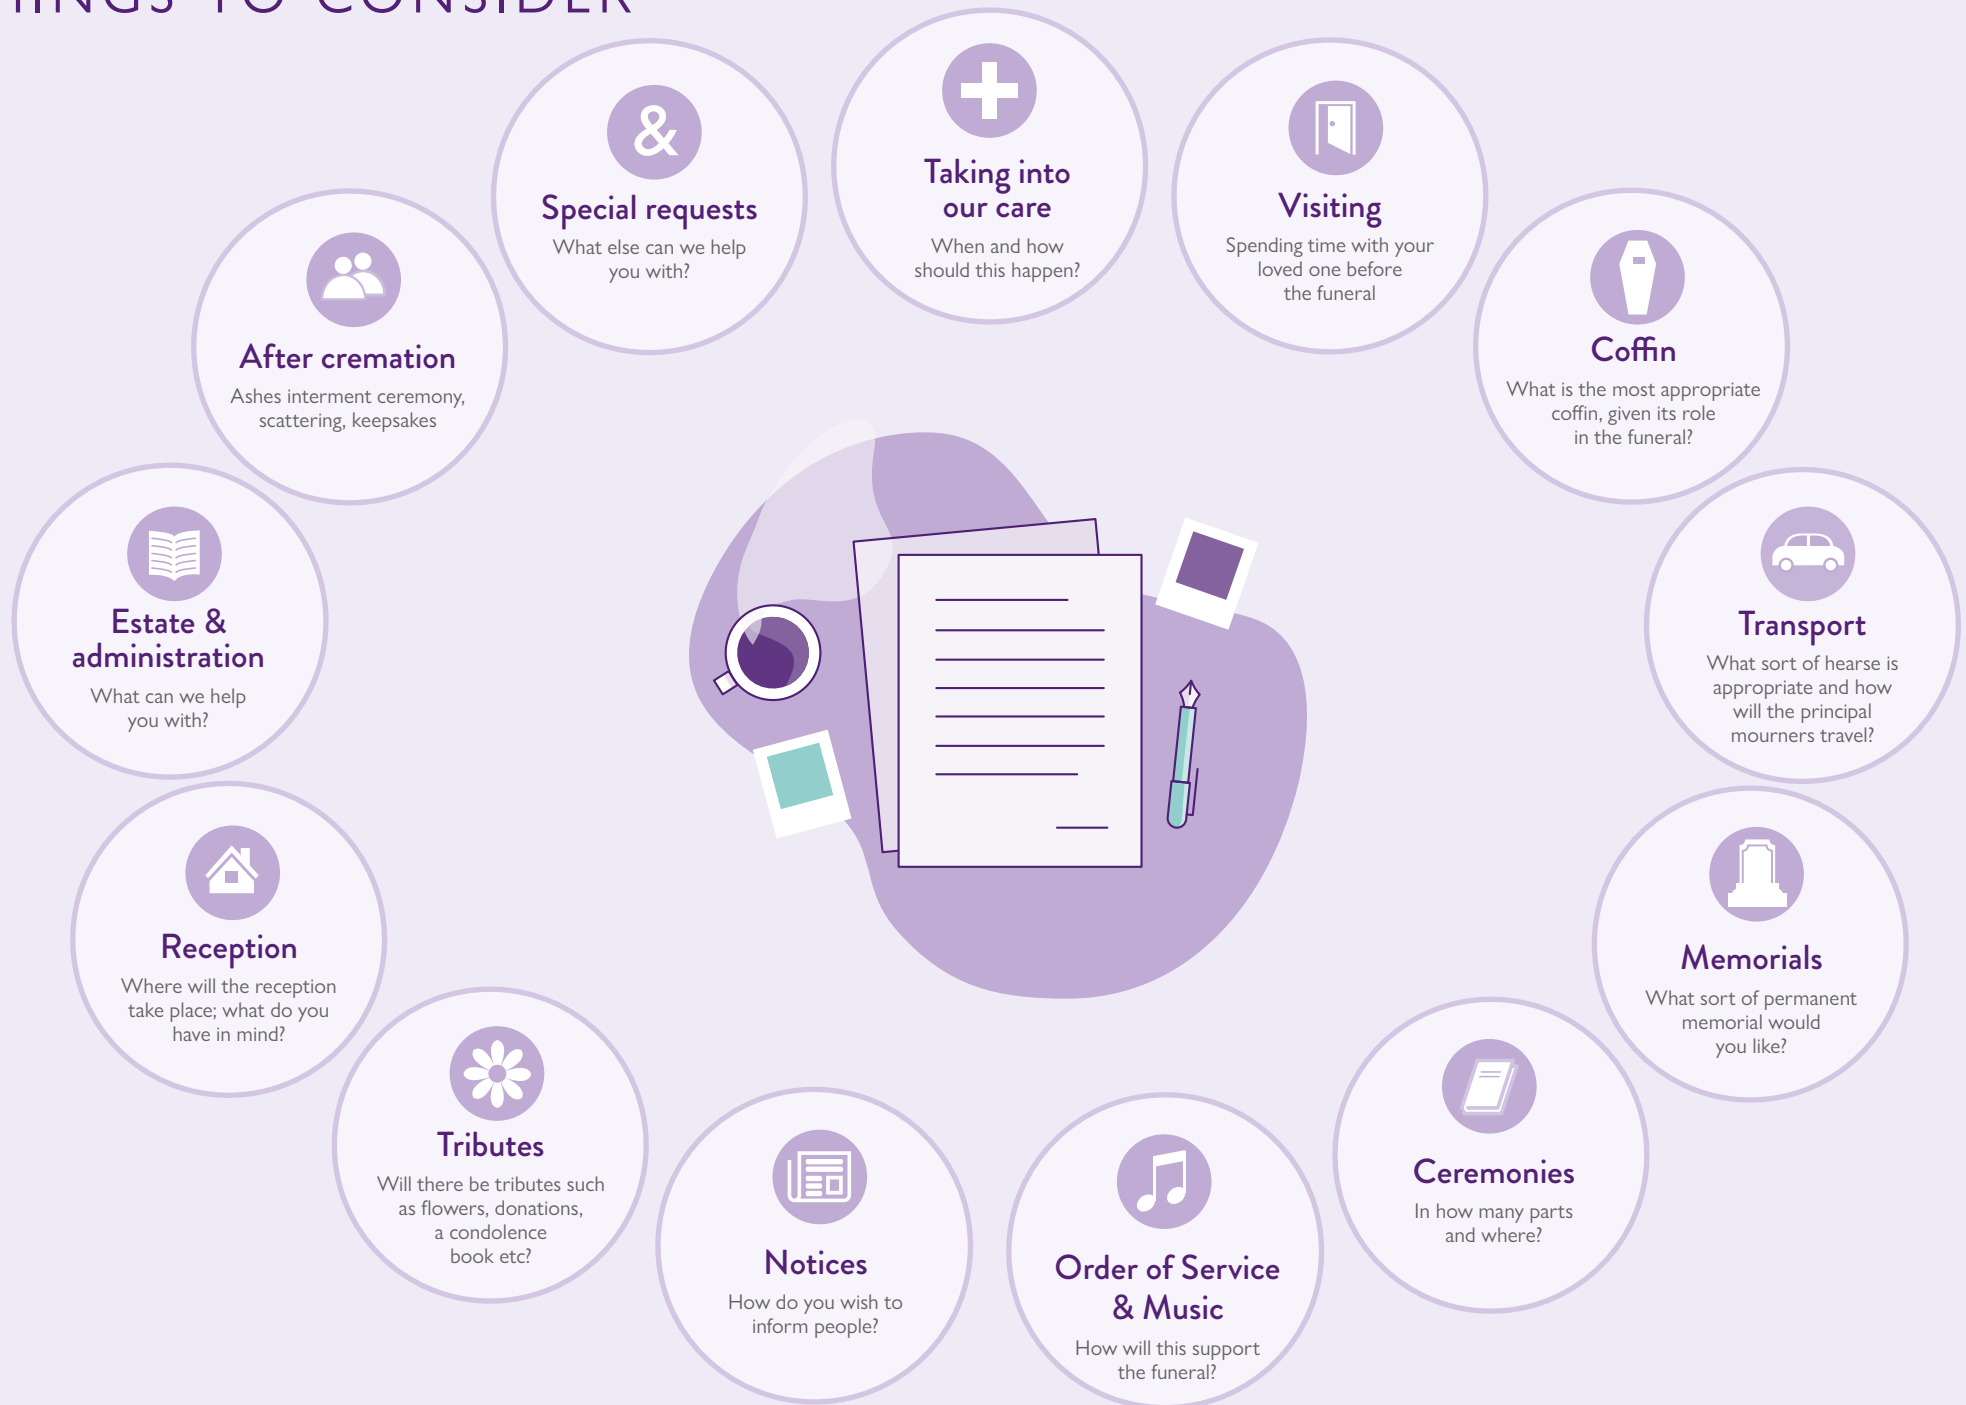 TO CONSIDER
&
Special requests
What else can we help
you with?
Taking into
our care
When and how
should this happen?
Visiting
Spending time with your
loved one before
the funeral
Coffin
What is the most appropriate
coffin, given its role
in the funeral?
Transport
What sort of hearse is
appropriate and how
will the principal
mourners travel?
Memorials
What sort of permanent
memorial would
you like?
Ceremonies
In how many parts
and where?
Order of Service
& Music
How will this support
the funeral?
Notices
How do you wish to
inform people?
Tributes
Will there be tributes such
as flowers, donations,
a condolence
book etc?
Reception
Where will the reception
take place; what do you
have in mind?
Estate &
administration
What can we help
you with?
After cremation
Ashes interment ceremony,
scattering, keepsakes